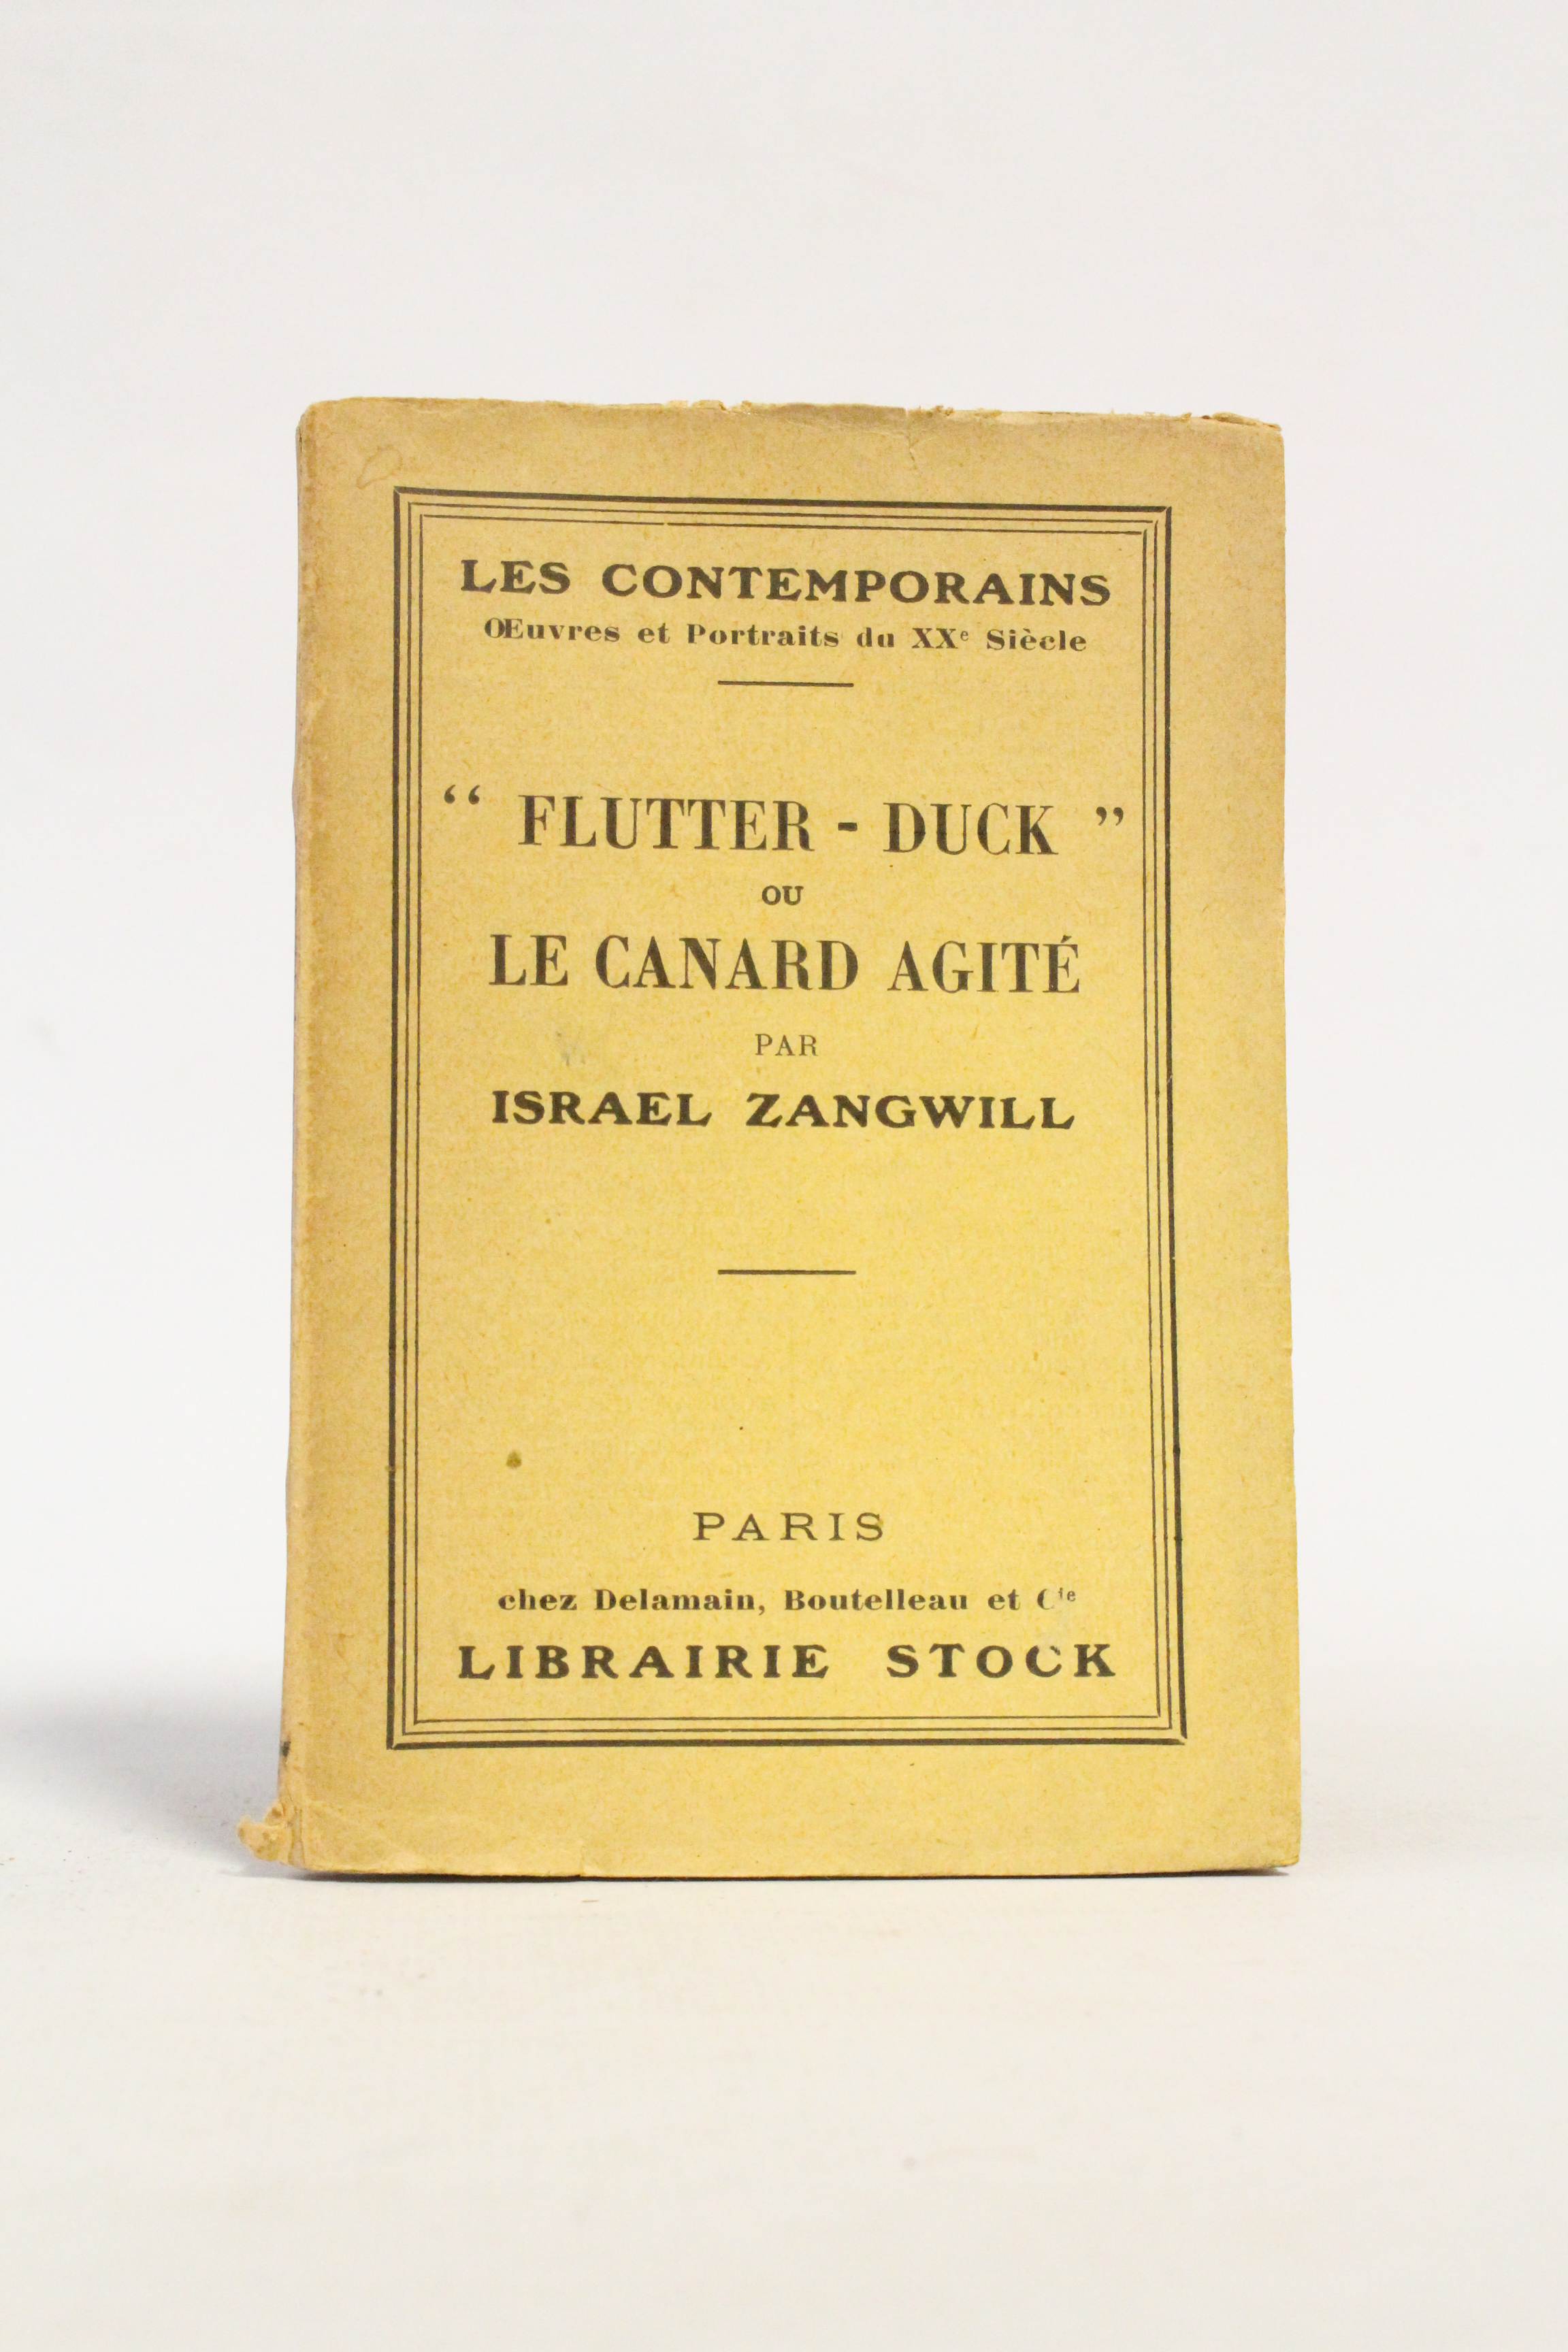 LES CONTEMPORAINS
Œuvres et Portraits du XXᵉ Siècle
“ FLUTTER - DUCK ”
OU
LE CANARD AGITÉ
PAR
ISRAEL ZANGWILL
PARIS
chez Delamain, Boutelleau et Cⁱᵉ
LIBRAIRIE STOCK